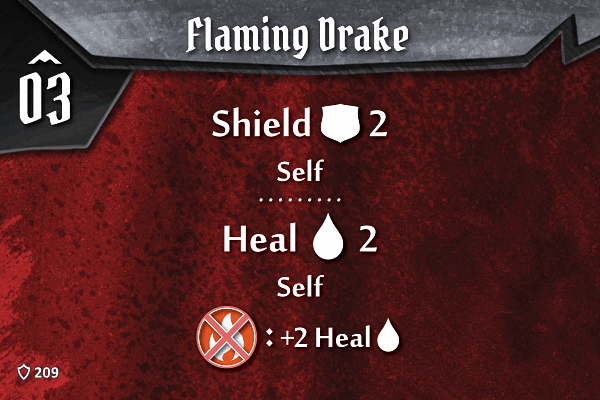 Flaming Drake
03
Shield 2
Self
Heal 2
Self
: +2 Heal
209